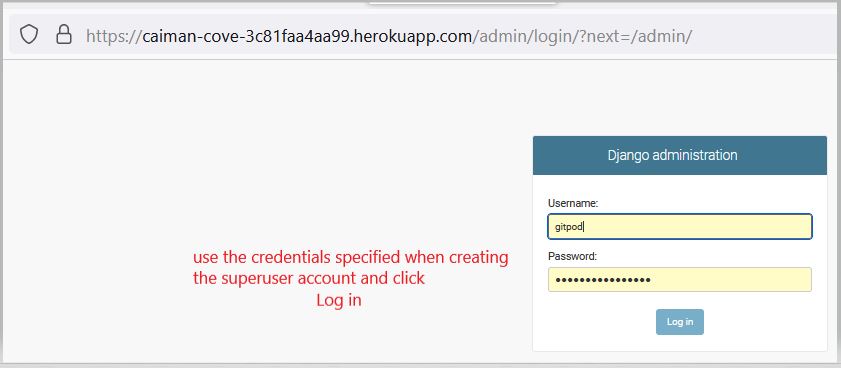 https://caiman-cove-3c81faa4aa99.herokuapp.com/admin/login/?next=/admin/
Django administration
Username:
gitpod
Password:
••••••••••••••••
use the credentials specified when creating
the superuser account and click
Log in
Log in